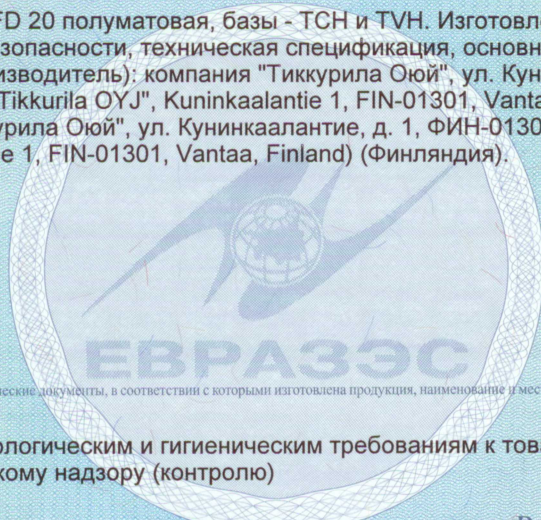 FD 20 полуматовая, базы - TCH и TVH. Изготовле
зопасности, техническая спецификация, основн
изводитель): компания "Тиккурила Оюй", ул. Кун
"Tikkurila OYJ", Kuninkaalantie 1, FIN-01301, Vanta
урила Оюй", ул. Кунинкаалантие, д. 1, ФИН-0130
e 1, FIN-01301, Vantaa, Finland) (Финляндия).
ЕВРАЗЭС
ческие документы, в соответствии с которыми изготовлена продукция, наименование и мес
ологическим и гигиеническим требованиям к това
кому надзору (контролю)